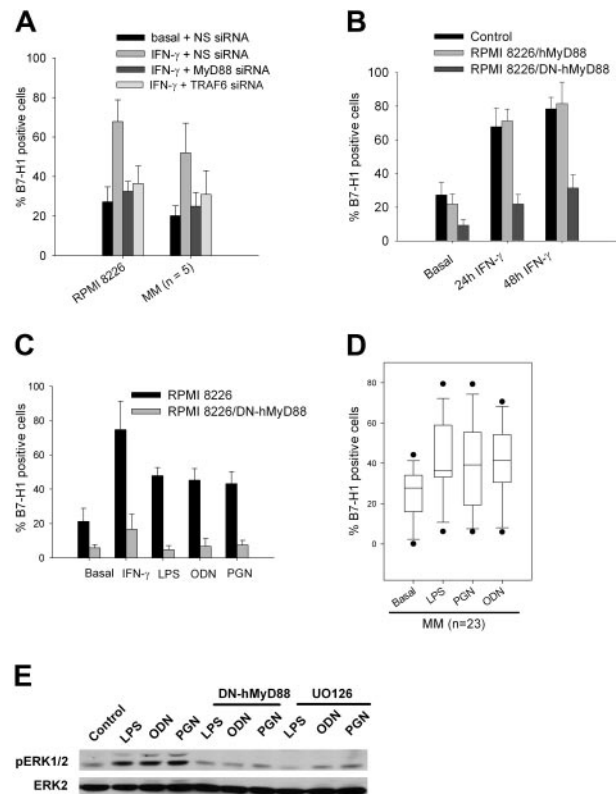 A
basal + NS siRNA
IFN-γ + NS siRNA
IFN-γ + MyD88 siRNA
IFN-γ + TRAF6 siRNA
% B7-H1 positive cells
100
80
60
40
20
0
RPMI 8226
MM (n = 5)
B
Control
RPMI 8226/hMyD88
RPMI 8226/DN-hMyD88
% B7-H1 positive cells
100
80
60
40
20
0
Basal
24h IFN-γ
48h IFN-γ
C
RPMI 8226
RPMI 8226/DN-hMyD88
% B7-H1 positive cells
100
80
60
40
20
0
Basal
IFN-γ
LPS
ODN
PGN
D
% B7-H1 positive cells
80
60
40
20
0
Basal
LPS
PGN
ODN
MM (n=23)
E
DN-hMyD88
UO126
Control
LPS
ODN
PGN
LPS
ODN
PGN
LPS
ODN
PGN
pERK1/2
ERK2